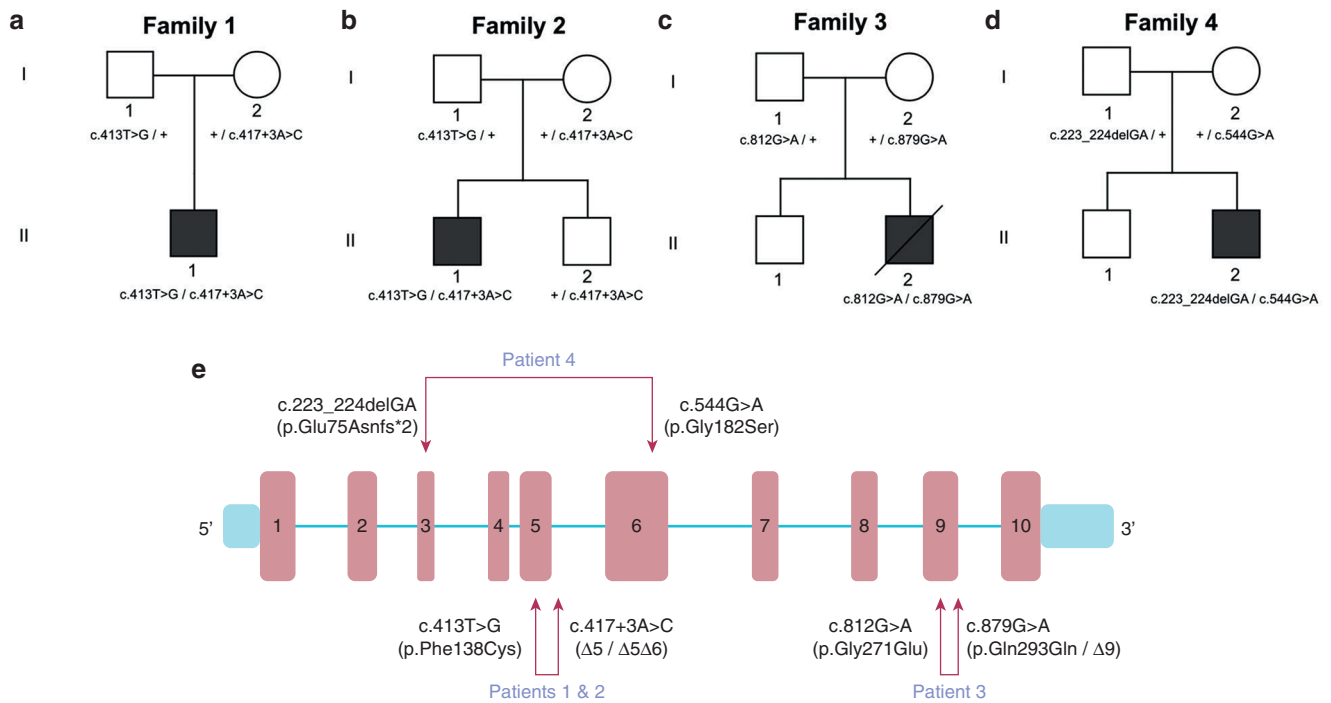 a
Family 1
I
1
2
c.413T>G / +
+ / c.417+3A>C
II
1
c.413T>G / c.417+3A>C
b
Family 2
I
1
2
c.413T>G / +
+ / c.417+3A>C
II
1
2
c.413T>G / c.417+3A>C
+ / c.417+3A>C
c
Family 3
I
1
2
c.812G>A / +
+ / c.879G>A
II
1
2
c.812G>A / c.879G>A
d
Family 4
I
1
2
c.223_224delGA / +
+ / c.544G>A
II
1
2
c.223_224delGA / c.544G>A
e
Patient 4
c.223_224delGA
(p.Glu75Asnfs*2)
c.544G>A
(p.Gly182Ser)
5’
1
2
3
4
5
6
7
8
9
10
3’
c.413T>G
(p.Phe138Cys)
c.417+3A>C
(Δ5 / Δ5Δ6)
Patients 1 & 2
c.812G>A
(p.Gly271Glu)
c.879G>A
(p.Gln293Gln / Δ9)
Patient 3